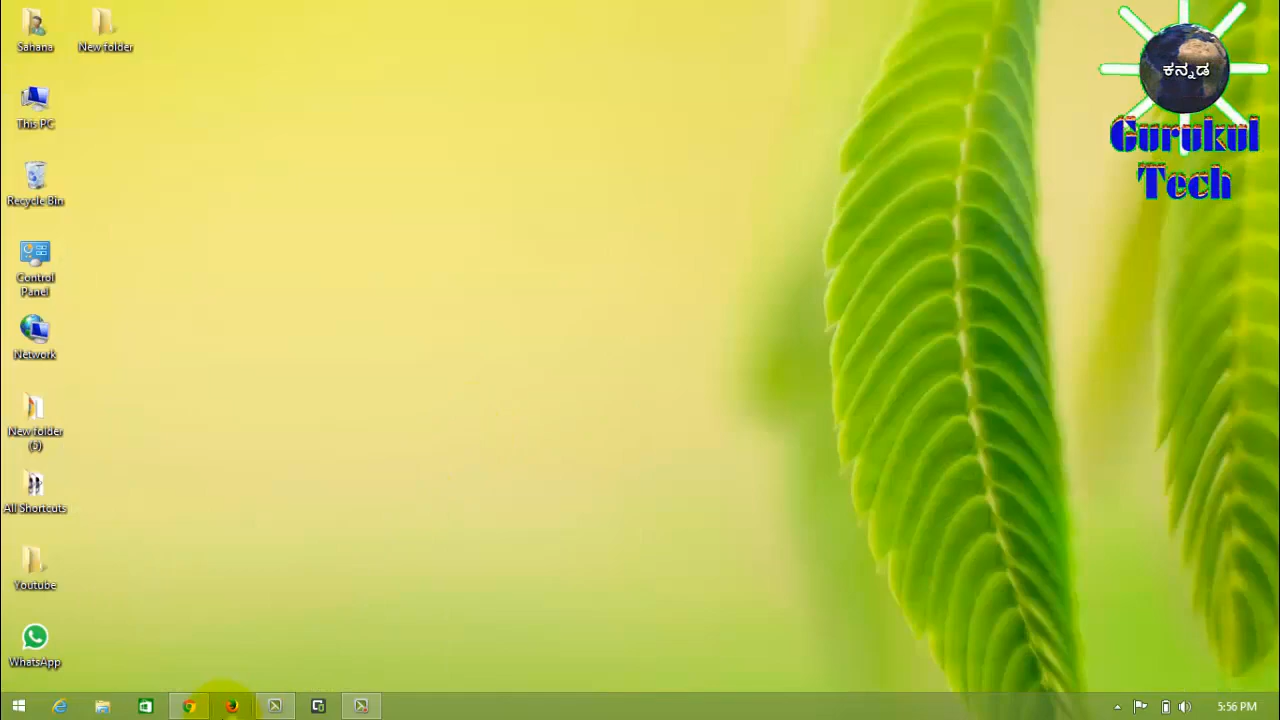 Sahana
New folder
This PC
Recycle Bin
Control
Panel
Network
New folder
(5)
All Shortcuts
Youtube
WhatsApp
ಕನ್ನಡ
Gurukul
Tech
5:56 PM